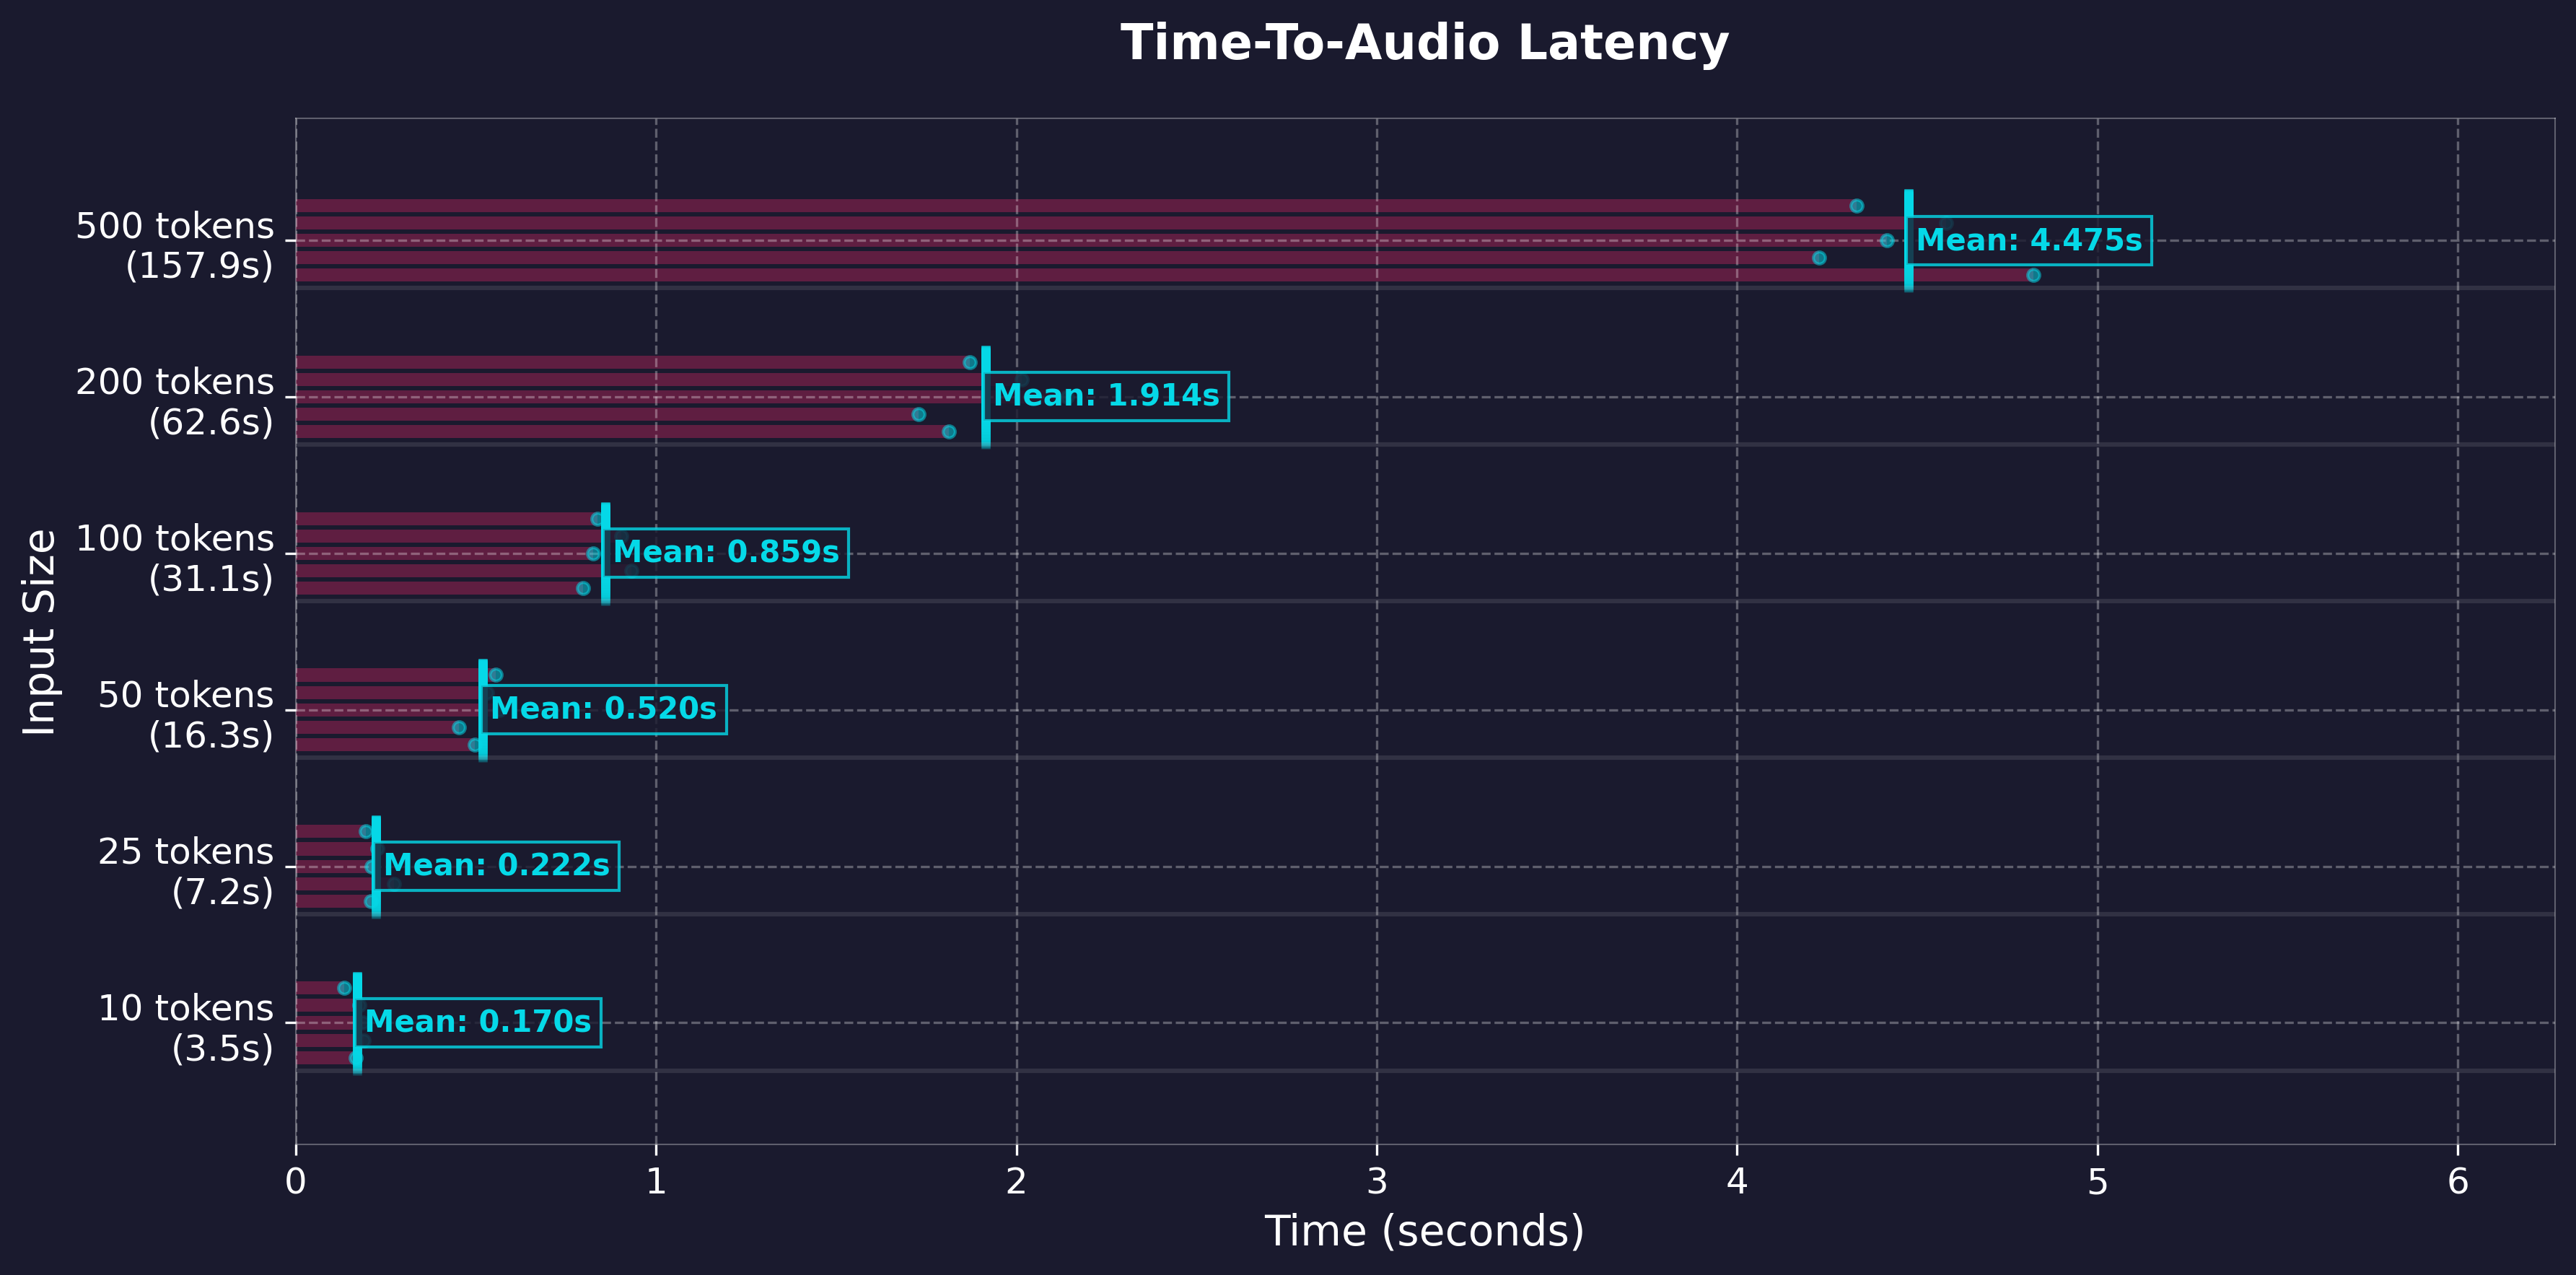 Time-To-Audio Latency
500 tokens
(157.9s)
Mean: 4.475s
200 tokens
(62.6s)
Mean: 1.914s
100 tokens
(31.1s)
Mean: 0.859s
50 tokens
(16.3s)
Mean: 0.520s
25 tokens
(7.2s)
Mean: 0.222s
10 tokens
(3.5s)
Mean: 0.170s
Input Size
0 1 2 3 4 5 6
Time (seconds)